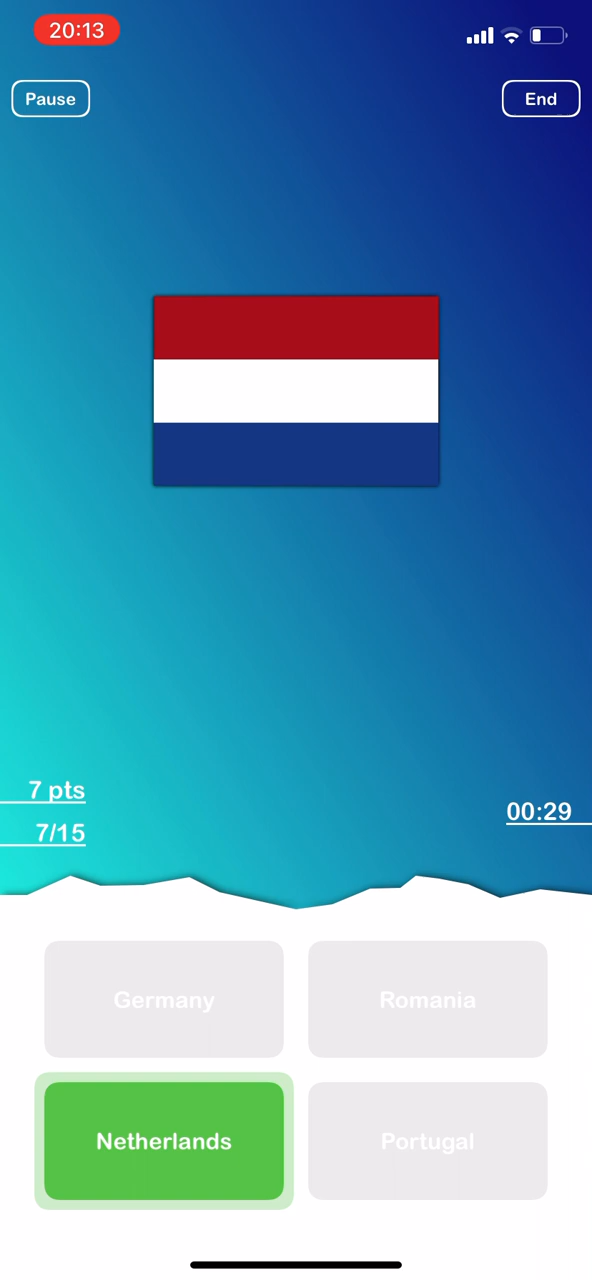 20:13
Pause
End
7 pts
7/15
00:29
Germany
Romania
Netherlands
Portugal